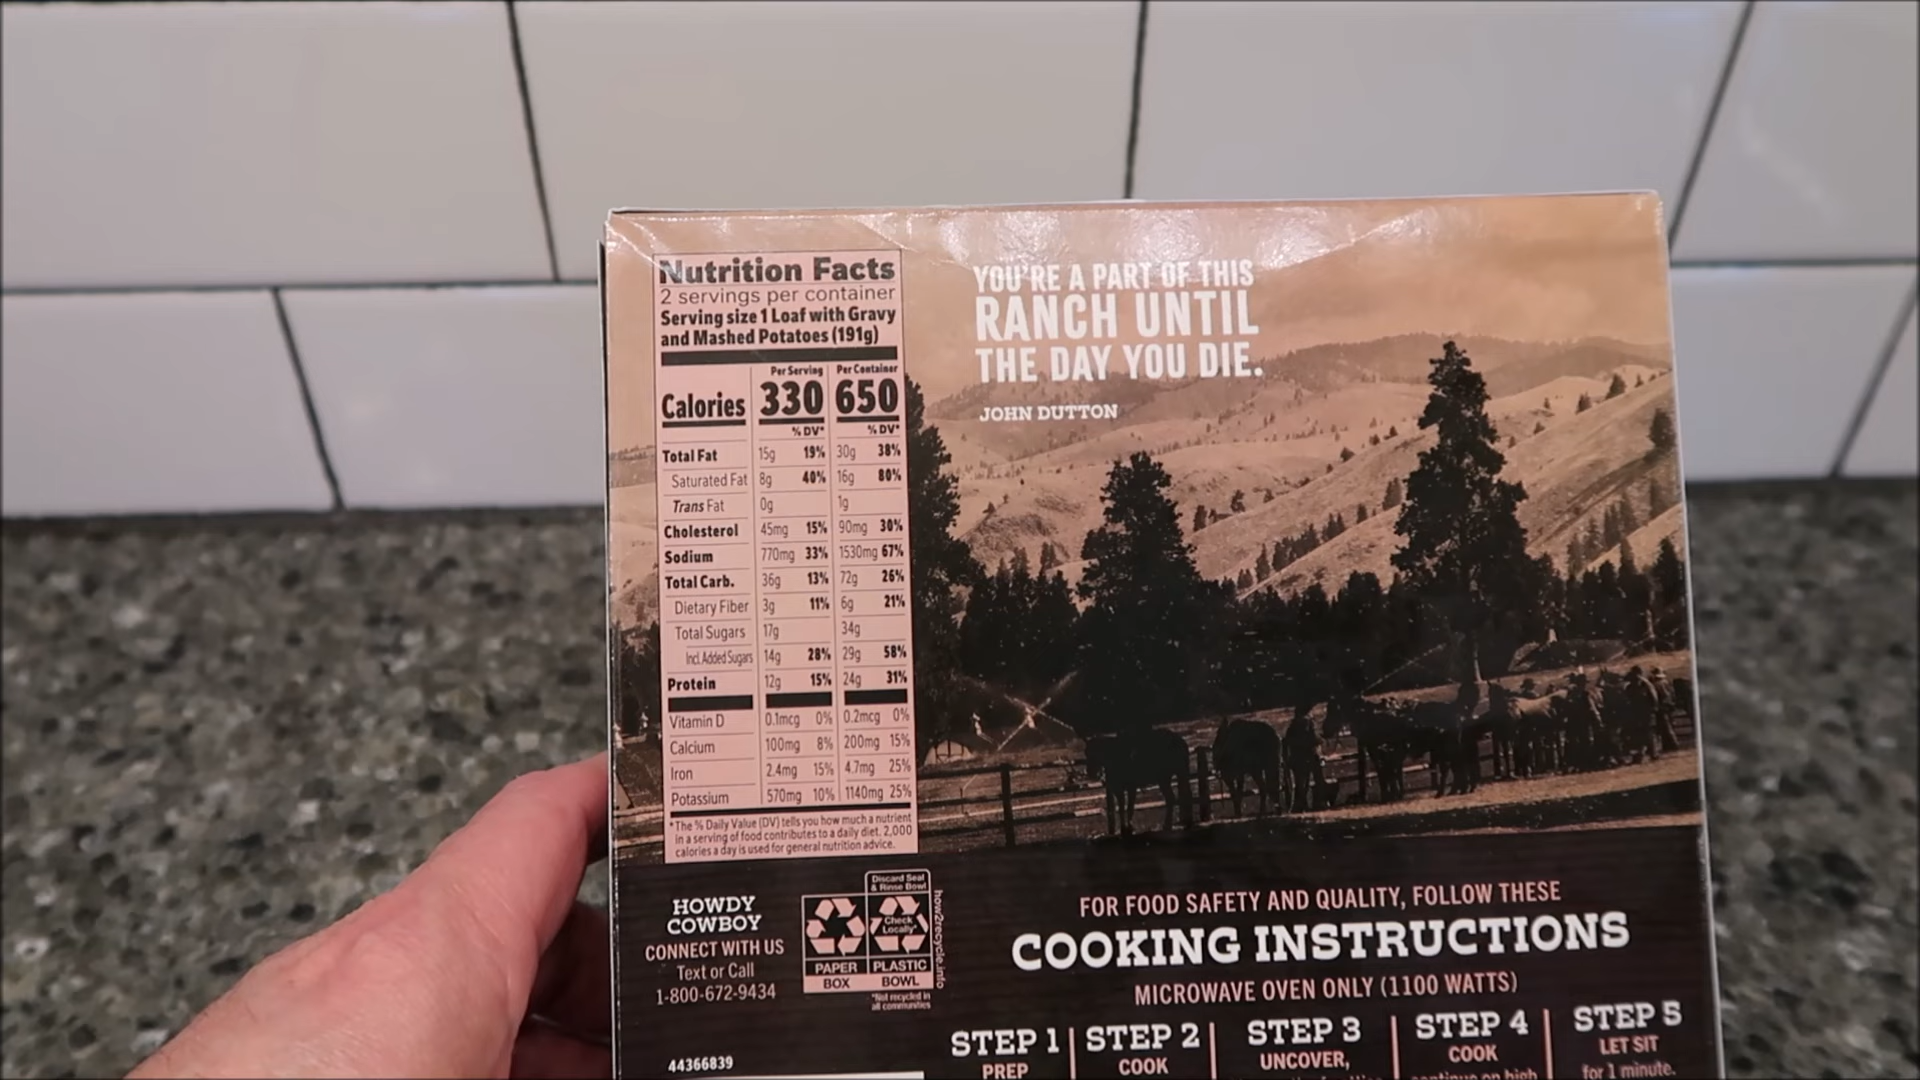 Nutrition Facts
2 servings per container
Serving size 1 Loaf with Gravy
and Mashed Potatoes (191g)
Per Serving Per Container
Calories 330 650
% DV* % DV*
Total Fat 15g 19% 30g 38%
Saturated Fat 8g 40% 16g 80%
Trans Fat 0g 1g
Cholesterol 45mg 15% 90mg 30%
Sodium 770mg 33% 1530mg 67%
Total Carb. 36g 13% 72g 26%
Dietary Fiber 3g 11% 6g 21%
Total Sugars 17g 34g
Incl. Added Sugars 14g 28% 29g 58%
Protein 12g 15% 24g 31%
Vitamin D 0.1mcg 0% 0.2mcg 0%
Calcium 100mg 8% 200mg 15%
Iron 2.4mg 15% 4.7mg 25%
Potassium 570mg 10% 1140mg 25%
*The % Daily Value (DV) tells you how much a nutrient
in a serving of food contributes to a daily diet. 2,000
calories a day is used for general nutrition advice.
YOU'RE A PART OF THIS
RANCH UNTIL
THE DAY YOU DIE.
JOHN DUTTON
HOWDY
COWBOY
CONNECT WITH US
Text or Call
1-800-672-9434
Discard Seal
& Rinse Bowl
Check
Locally*
PAPER PLASTIC
BOX BOWL
*Not recycled in
all communities
how2recycle.info
44366839
FOR FOOD SAFETY AND QUALITY, FOLLOW THESE
COOKING INSTRUCTIONS
MICROWAVE OVEN ONLY (1100 WATTS)
STEP 1
PREP
STEP 2
COOK
STEP 3
UNCOVER,
STEP 4
COOK
continue on high
STEP 5
LET SIT
for 1 minute.